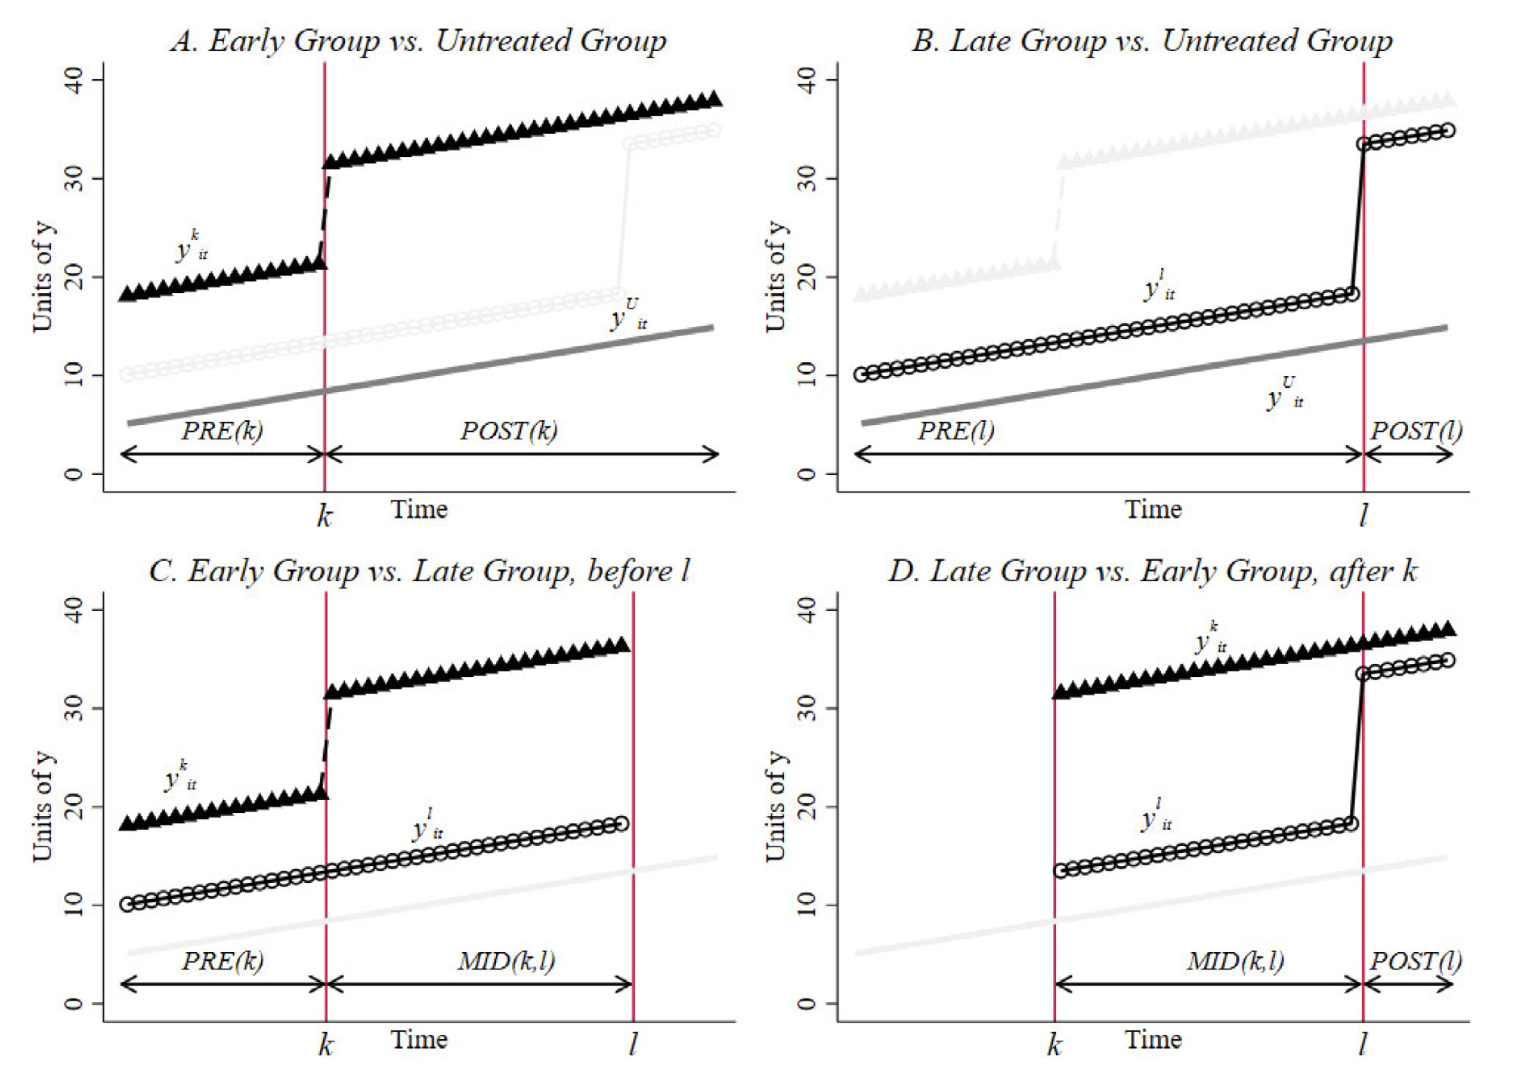 A. Early Group vs. Untreated Group
Units of y
40
30
20
10
0
y^k_it
y^U_it
PRE(k)
POST(k)
k
Time
B. Late Group vs. Untreated Group
Units of y
40
30
20
10
0
y^l_it
y^U_it
PRE(l)
POST(l)
Time
l
C. Early Group vs. Late Group, before l
Units of y
40
30
20
10
0
y^k_it
y^l_it
PRE(k)
MID(k,l)
k
Time
l
D. Late Group vs. Early Group, after k
Units of y
40
30
20
10
0
y^k_it
y^l_it
MID(k,l)
POST(l)
k
Time
l